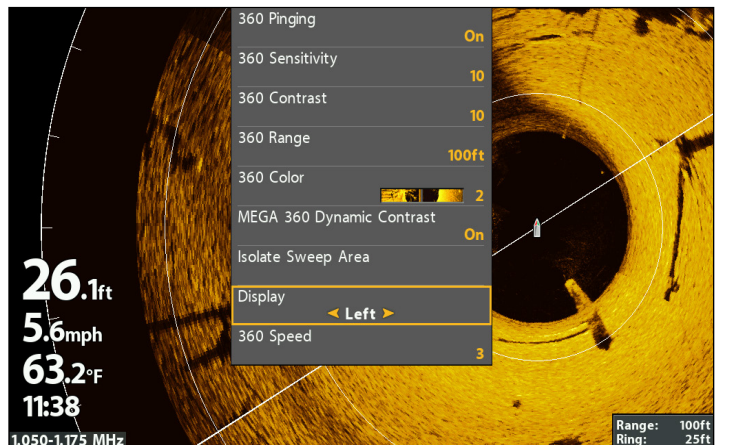 360 Pinging
On
360 Sensitivity
10
360 Contrast
10
360 Range
100ft
360 Color
2
MEGA 360 Dynamic Contrast
On
Isolate Sweep Area
Display
Left
360 Speed
3
26.1ft
5.6mph
63.2°F
11:38
1.050-1.175 MHz
Range: 100ft
Ring: 25ft